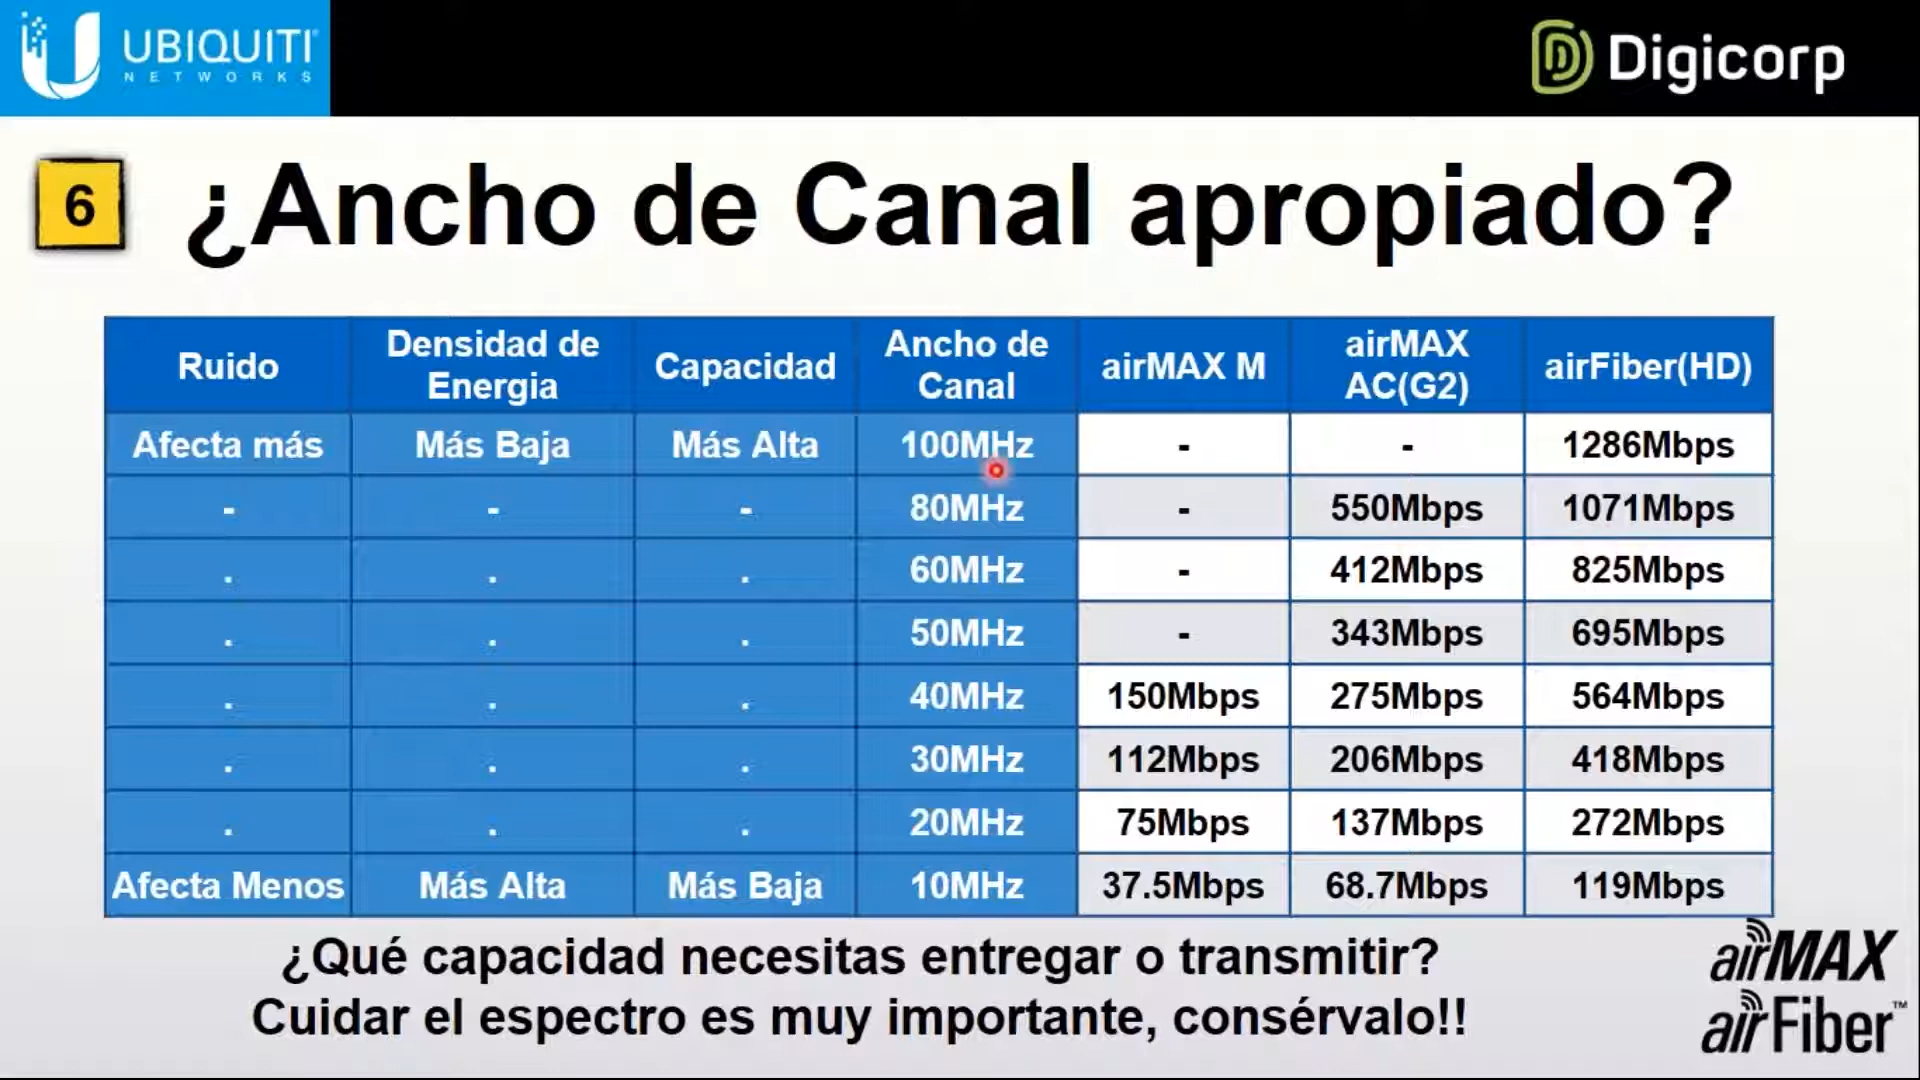 UBIQUITI
NETWORKS
Digicorp
6
¿Ancho de Canal apropiado?
Ruido Densidad de Energia Capacidad Ancho de Canal airMAX M airMAX AC(G2) airFiber(HD)
Afecta más Más Baja Más Alta 100MHz - - 1286Mbps
- - - 80MHz - 550Mbps 1071Mbps
. . . 60MHz - 412Mbps 825Mbps
. . . 50MHz - 343Mbps 695Mbps
. . . 40MHz 150Mbps 275Mbps 564Mbps
. . . 30MHz 112Mbps 206Mbps 418Mbps
. . . 20MHz 75Mbps 137Mbps 272Mbps
Afecta Menos Más Alta Más Baja 10MHz 37.5Mbps 68.7Mbps 119Mbps
¿Qué capacidad necesitas entregar o transmitir?
Cuidar el espectro es muy importante, consérvalo!!
airMAX
airFiber™